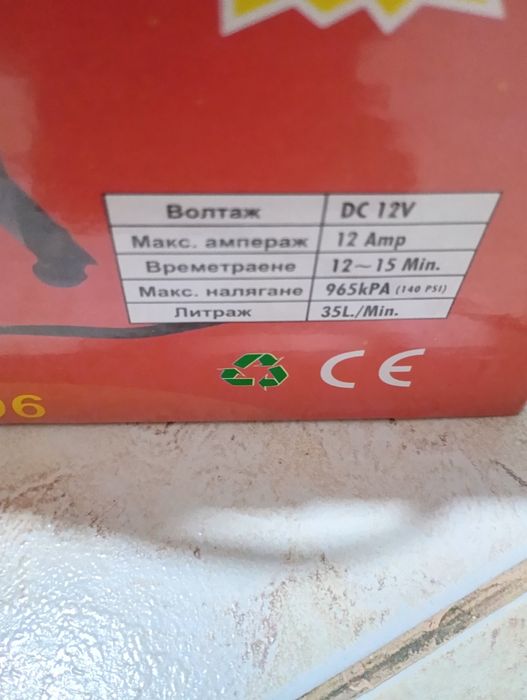 Волтаж DC 12V
Макс. ампераж 12 Amp
Времетраене 12~15 Min.
Макс. налягане 965kPA (140 PSI)
Литраж 35L./Min.
CE
06